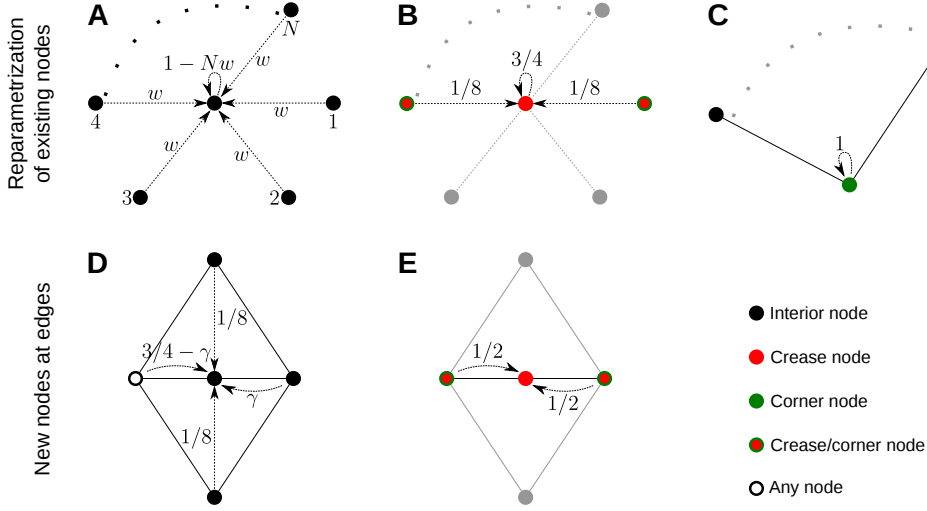 Reparametrization
of existing nodes
A
N
1 − Nw
w
w
w
4
1
w
w
3
2
B
3/4
1/8
1/8
C
1
New nodes at edges
D
1/8
3/4 − γ
γ
1/8
E
1/2
1/2
Interior node
Crease node
Corner node
Crease/corner node
Any node